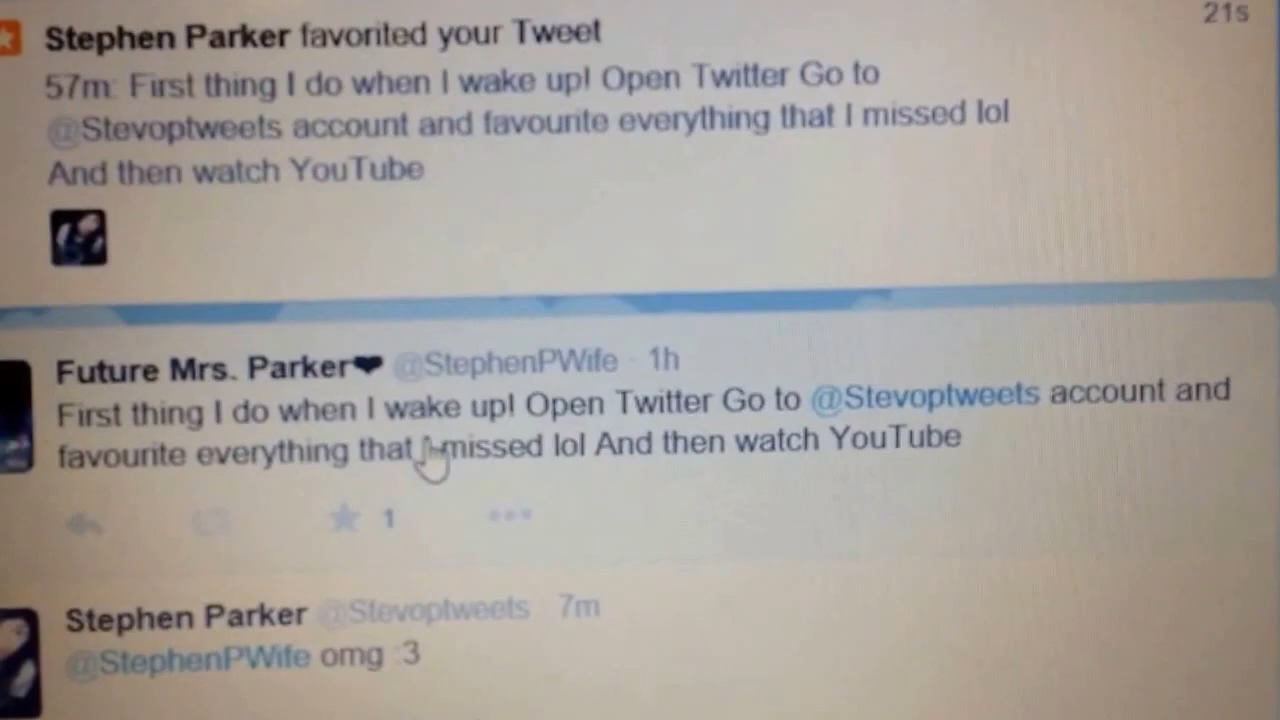 21s
Stephen Parker favorited your Tweet
57m: First thing I do when I wake up! Open Twitter Go to
@Stevoptweets account and favourite everything that I missed lol
And then watch YouTube
Future Mrs. Parker❤ @StephenPWife · 1h
First thing I do when I wake up! Open Twitter Go to @Stevoptweets account and
favourite everything that I missed lol And then watch YouTube
1
Stephen Parker @Stevoptweets · 7m
@StephenPWife omg :3